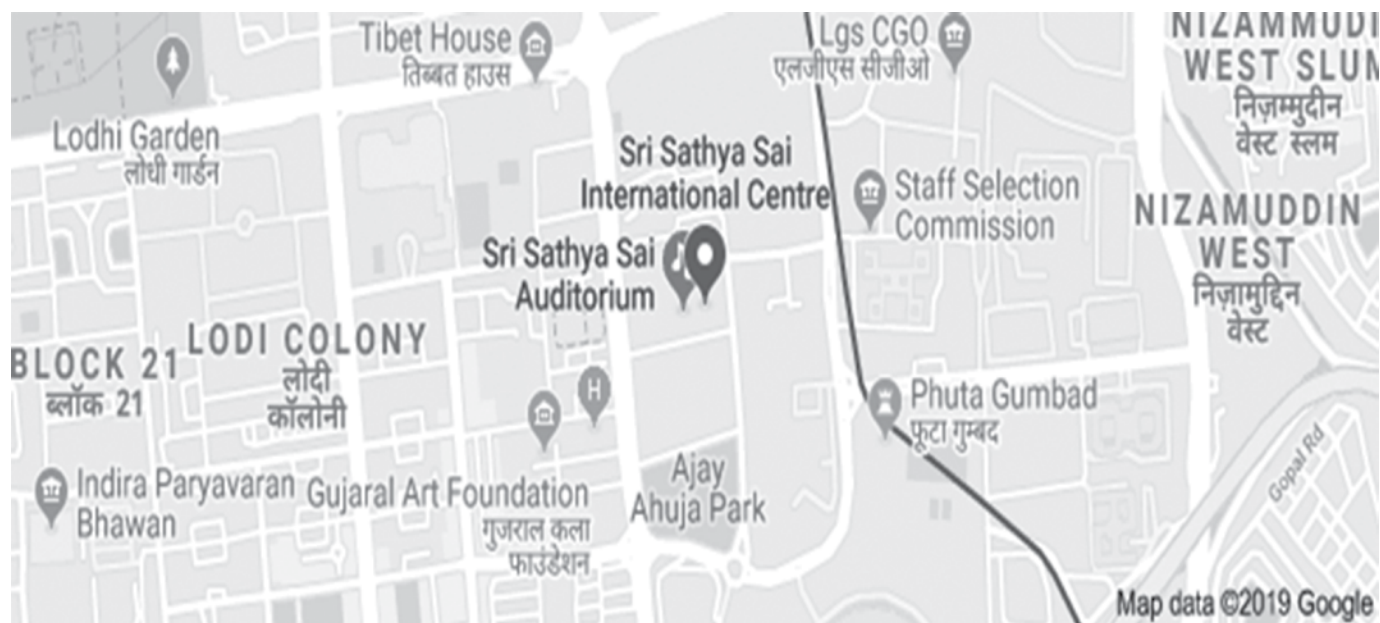 Tibet House
तिब्बत हाउस
Lgs CGO
एलजीएस सीजीओ
NIZAMMUDI
WEST SLUM
निज़म्मुदीन
वेस्ट स्लम
Lodhi Garden
लोधी गार्डन
Sri Sathya Sai
International Centre
Staff Selection
Commission
NIZAMUDDIN
WEST
निज़ामुद्दिन
वेस्ट
Sri Sathya Sai
Auditorium
LODI COLONY
लोदी
कॉलोनी
BLOCK 21
ब्लॉक 21
H
Phuta Gumbad
फूटा गुम्बद
Gopal Rd
Ajay
Ahuja Park
Indira Paryavaran
Bhawan
Gujaral Art Foundation
गुजराल कला
फाउंडेशन
Map data ©2019 Google